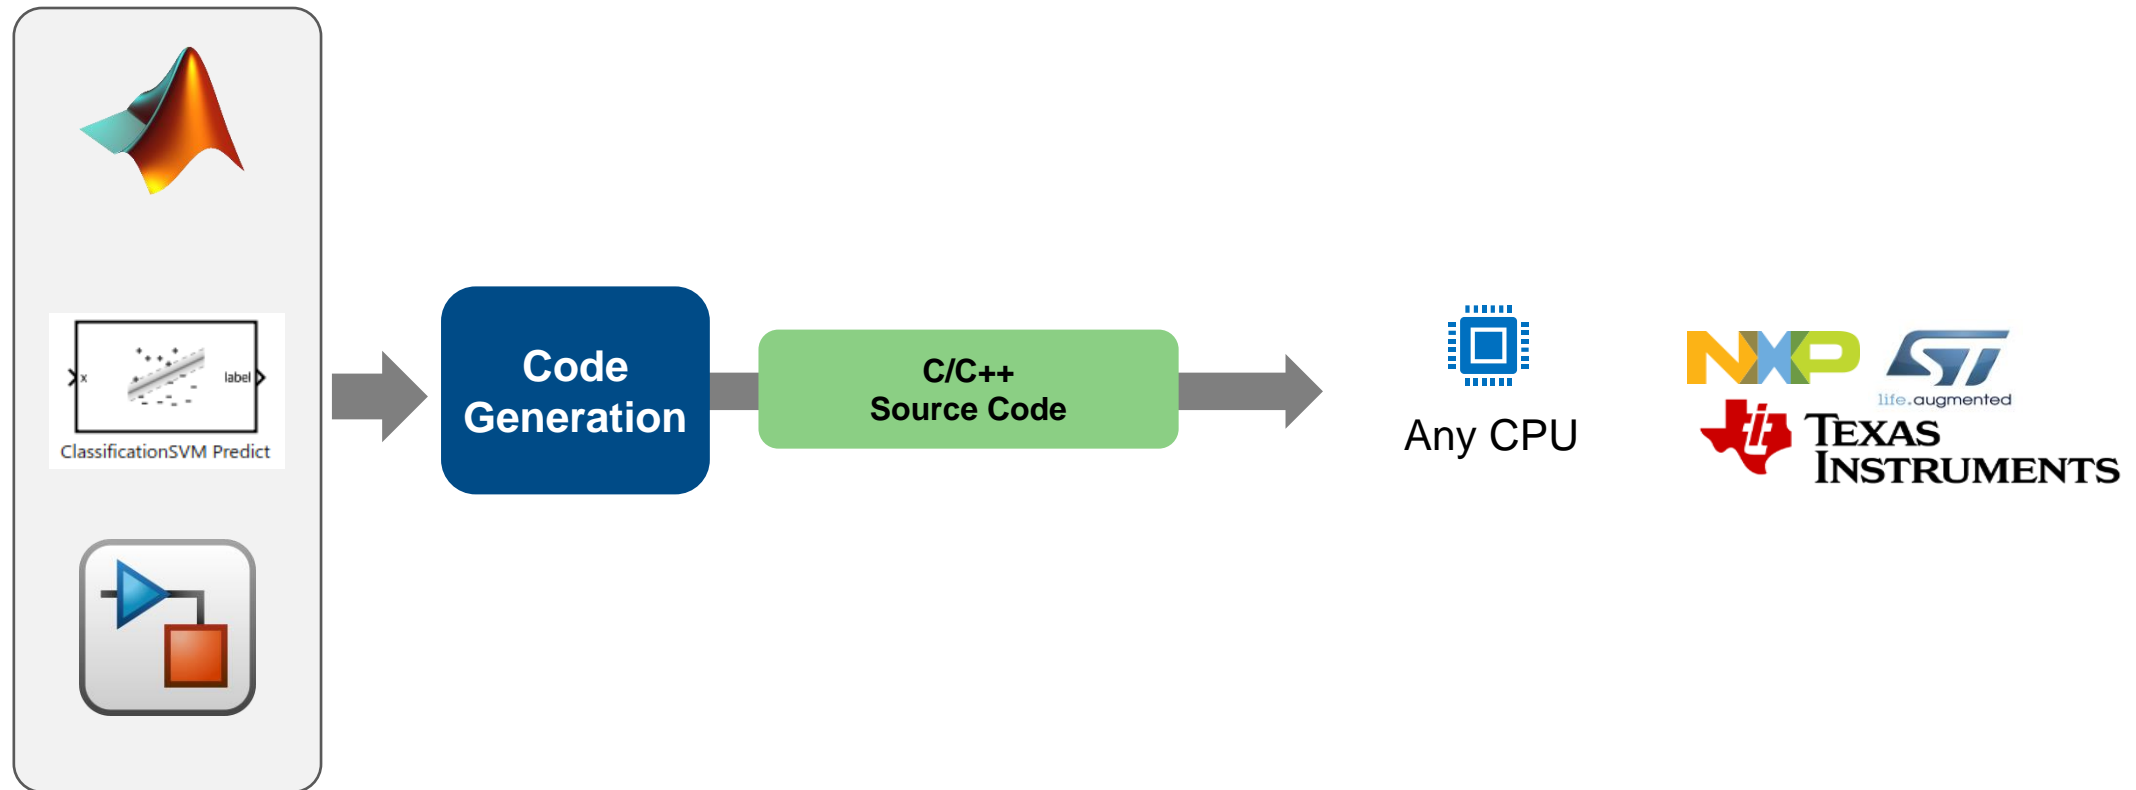 x
label
ClassificationSVM Predict
Code
Generation
C/C++
Source Code
Any CPU
NXP
ST
life.augmented
TEXAS
INSTRUMENTS